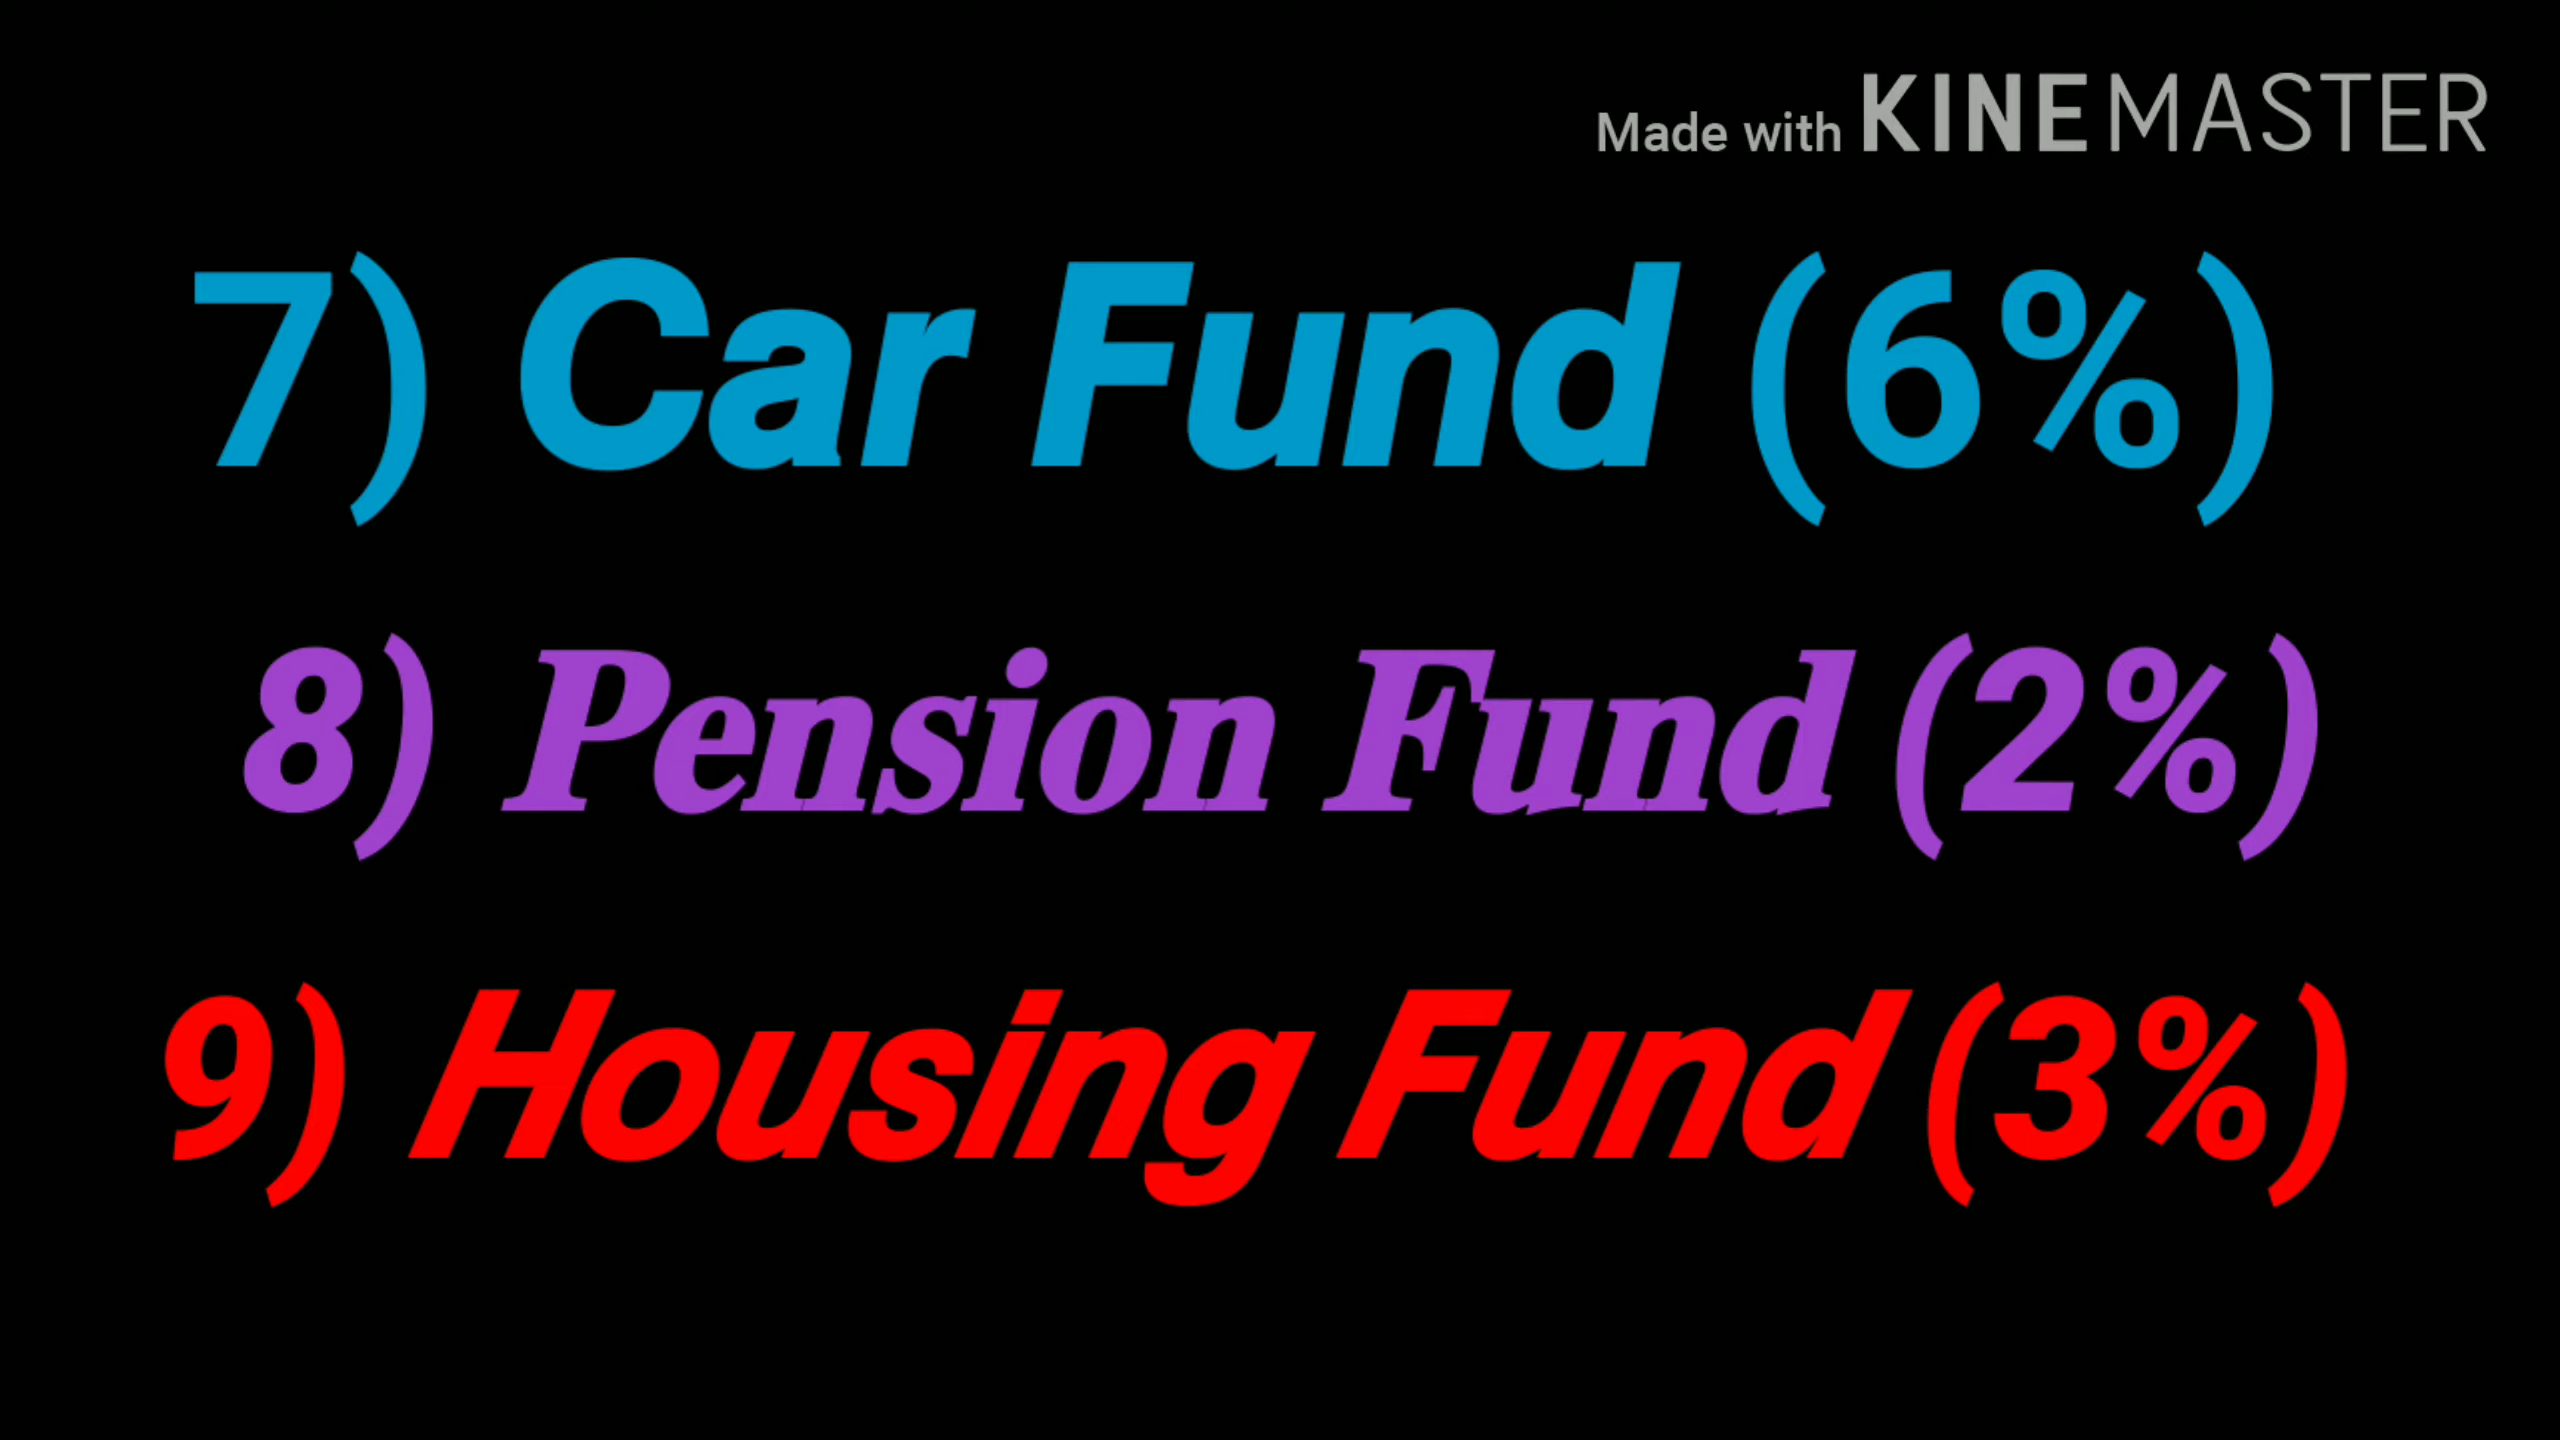 Made with KINEMASTER
7) Car Fund (6%)
8) Pension Fund (2%)
9) Housing Fund (3%)